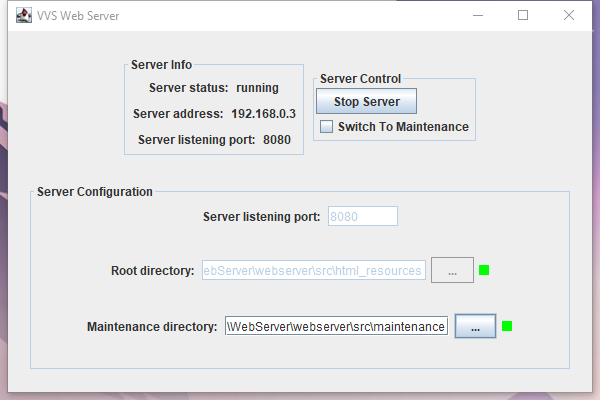 VVS Web Server
Server Info
Server status: running
Server address: 192.168.0.3
Server listening port: 8080
Server Control
Stop Server
Switch To Maintenance
Server Configuration
Server listening port: 8080
Root directory: ebServer\webserver\src\html_resources ...
Maintenance directory: \WebServer\webserver\src\maintenance ...